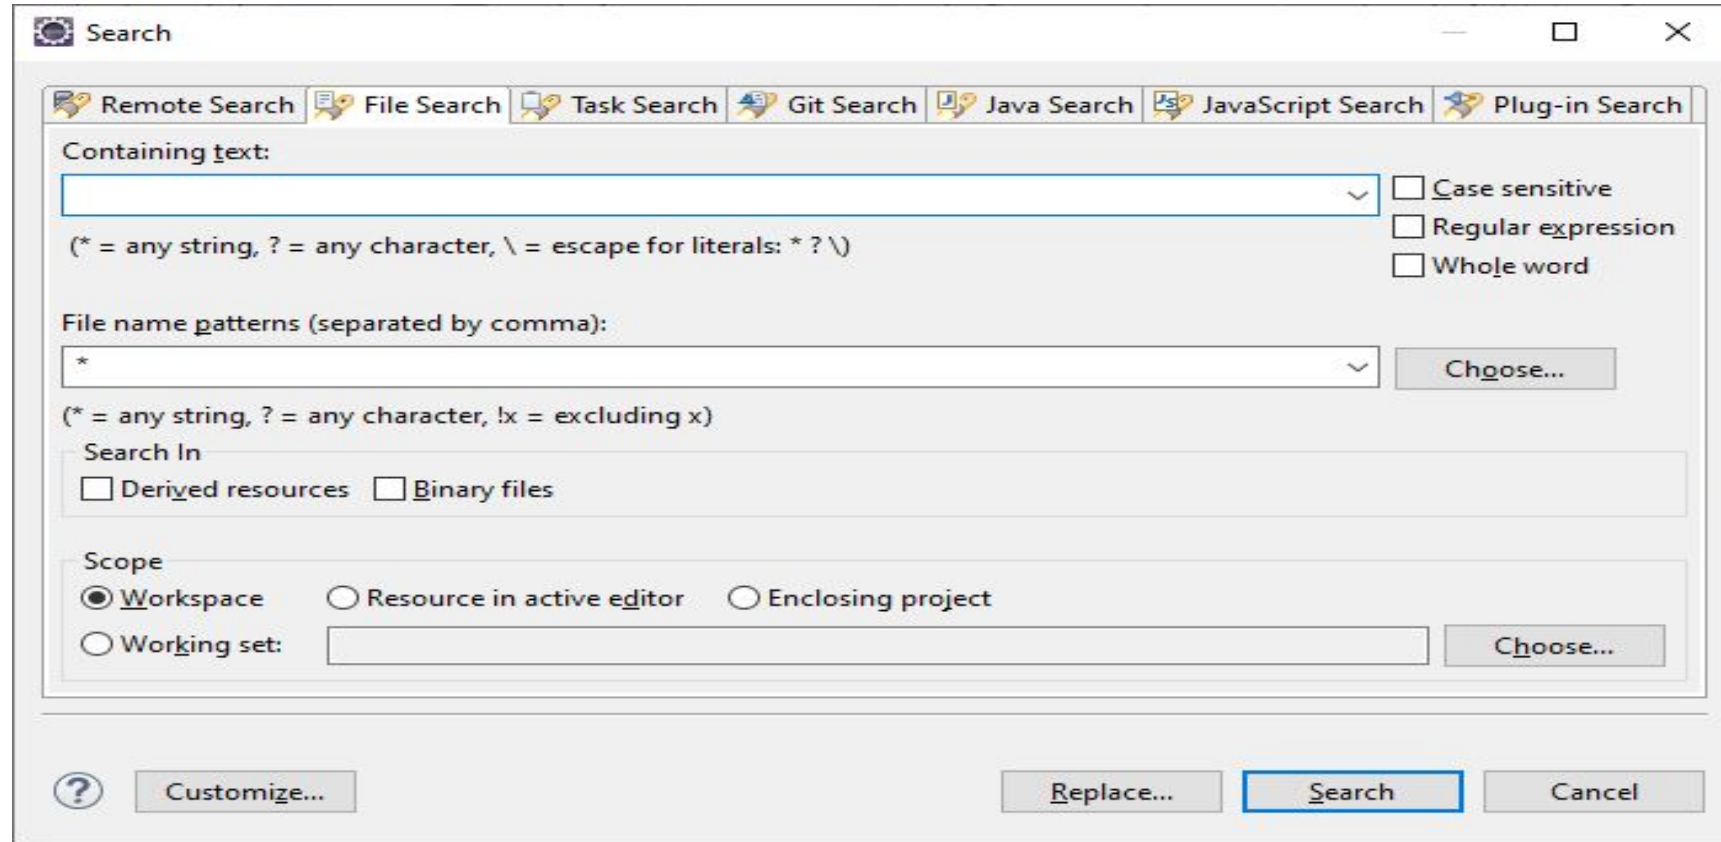 Search
Remote Search File Search Task Search Git Search Java Search JavaScript Search Plug-in Search
Containing text:
Case sensitive
(* = any string, ? = any character, \ = escape for literals: * ? \)
Regular expression
Whole word
File name patterns (separated by comma):
* Choose...
(* = any string, ? = any character, !x = excluding x)
Search In
Derived resources Binary files
Scope
Workspace Resource in active editor Enclosing project
Working set: Choose...
? Customize... Replace... Search Cancel